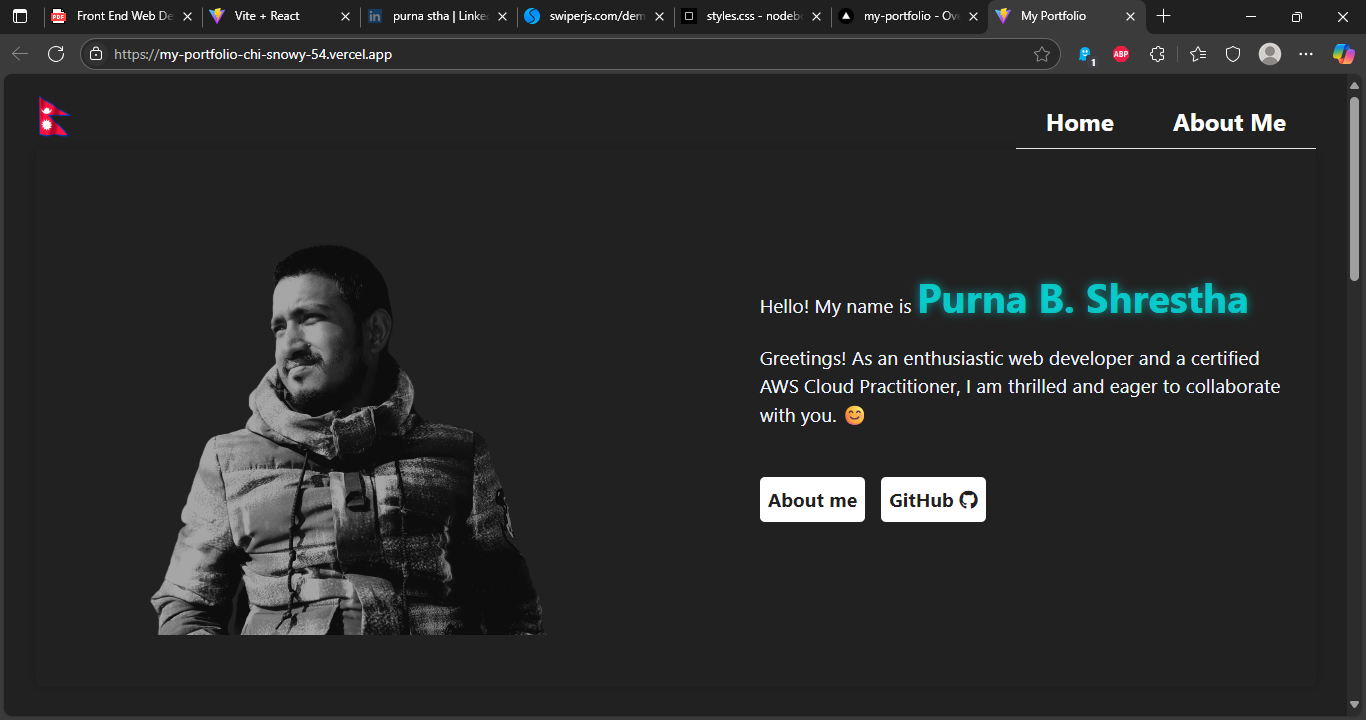 Front End Web De
Vite + React
purna stha | Linke
swiperjs.com/dem
styles.css - nodeb
my-portfolio - Ove
My Portfolio
https://my-portfolio-chi-snowy-54.vercel.app
1
ABP
Home
About Me
Hello! My name is Purna B. Shrestha
Greetings! As an enthusiastic web developer and a certified
AWS Cloud Practitioner, I am thrilled and eager to collaborate
with you. 😊
About me
GitHub